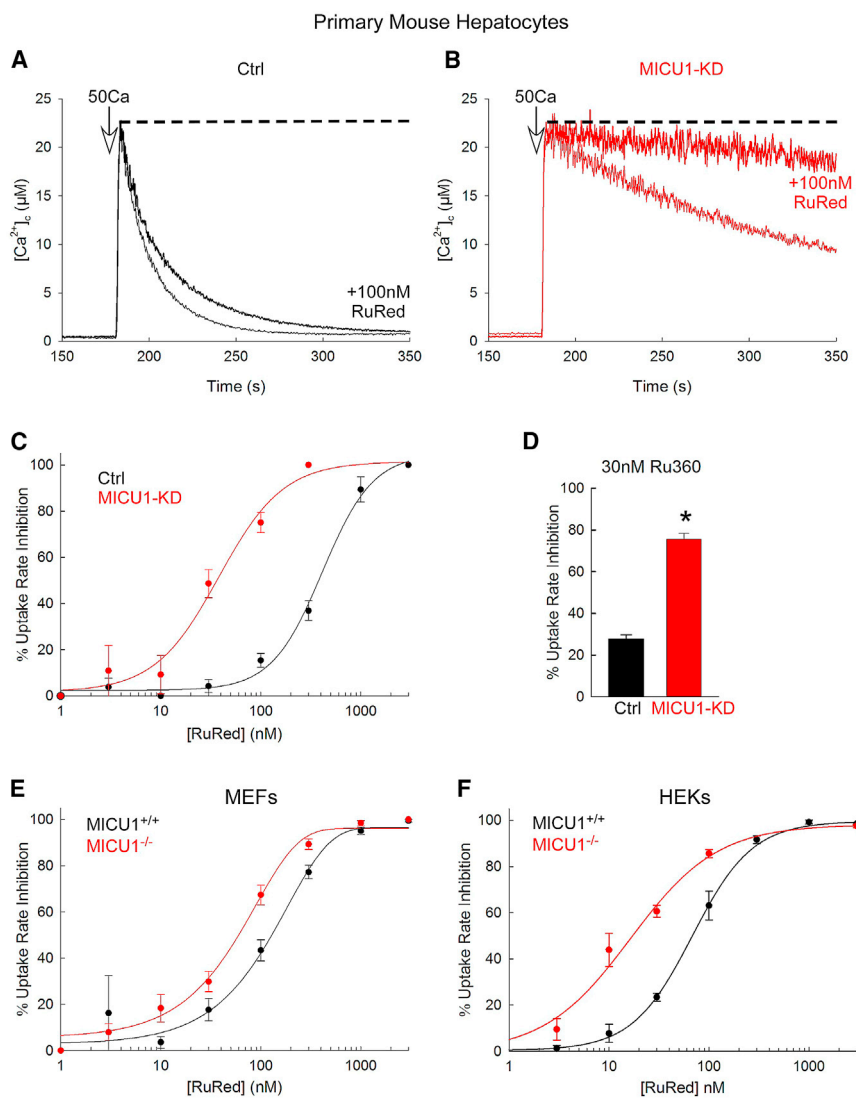 Primary Mouse Hepatocytes
A
Ctrl
50Ca
25
20
15
10
5
0
[Ca²⁺]c (µM)
+100nM
RuRed
150
200
250
300
350
Time (s)
B
MICU1-KD
50Ca
25
20
15
10
5
0
[Ca²⁺]c (µM)
+100nM
RuRed
150
200
250
300
350
Time (s)
C
Ctrl
MICU1-KD
100
80
60
40
20
0
% Uptake Rate Inhibition
1
10
100
1000
[RuRed] (nM)
D
30nM Ru360
100
80
60
40
20
0
% Uptake Rate Inhibition
*
Ctrl
MICU1-KD
E
MEFs
MICU1⁺/⁺
MICU1⁻/⁻
100
80
60
40
20
0
% Uptake Rate Inhibition
1
10
100
1000
[RuRed] (nM)
F
HEKs
MICU1⁺/⁺
MICU1⁻/⁻
100
80
60
40
20
0
% Uptake Rate Inhibition
1
10
100
1000
[RuRed] nM